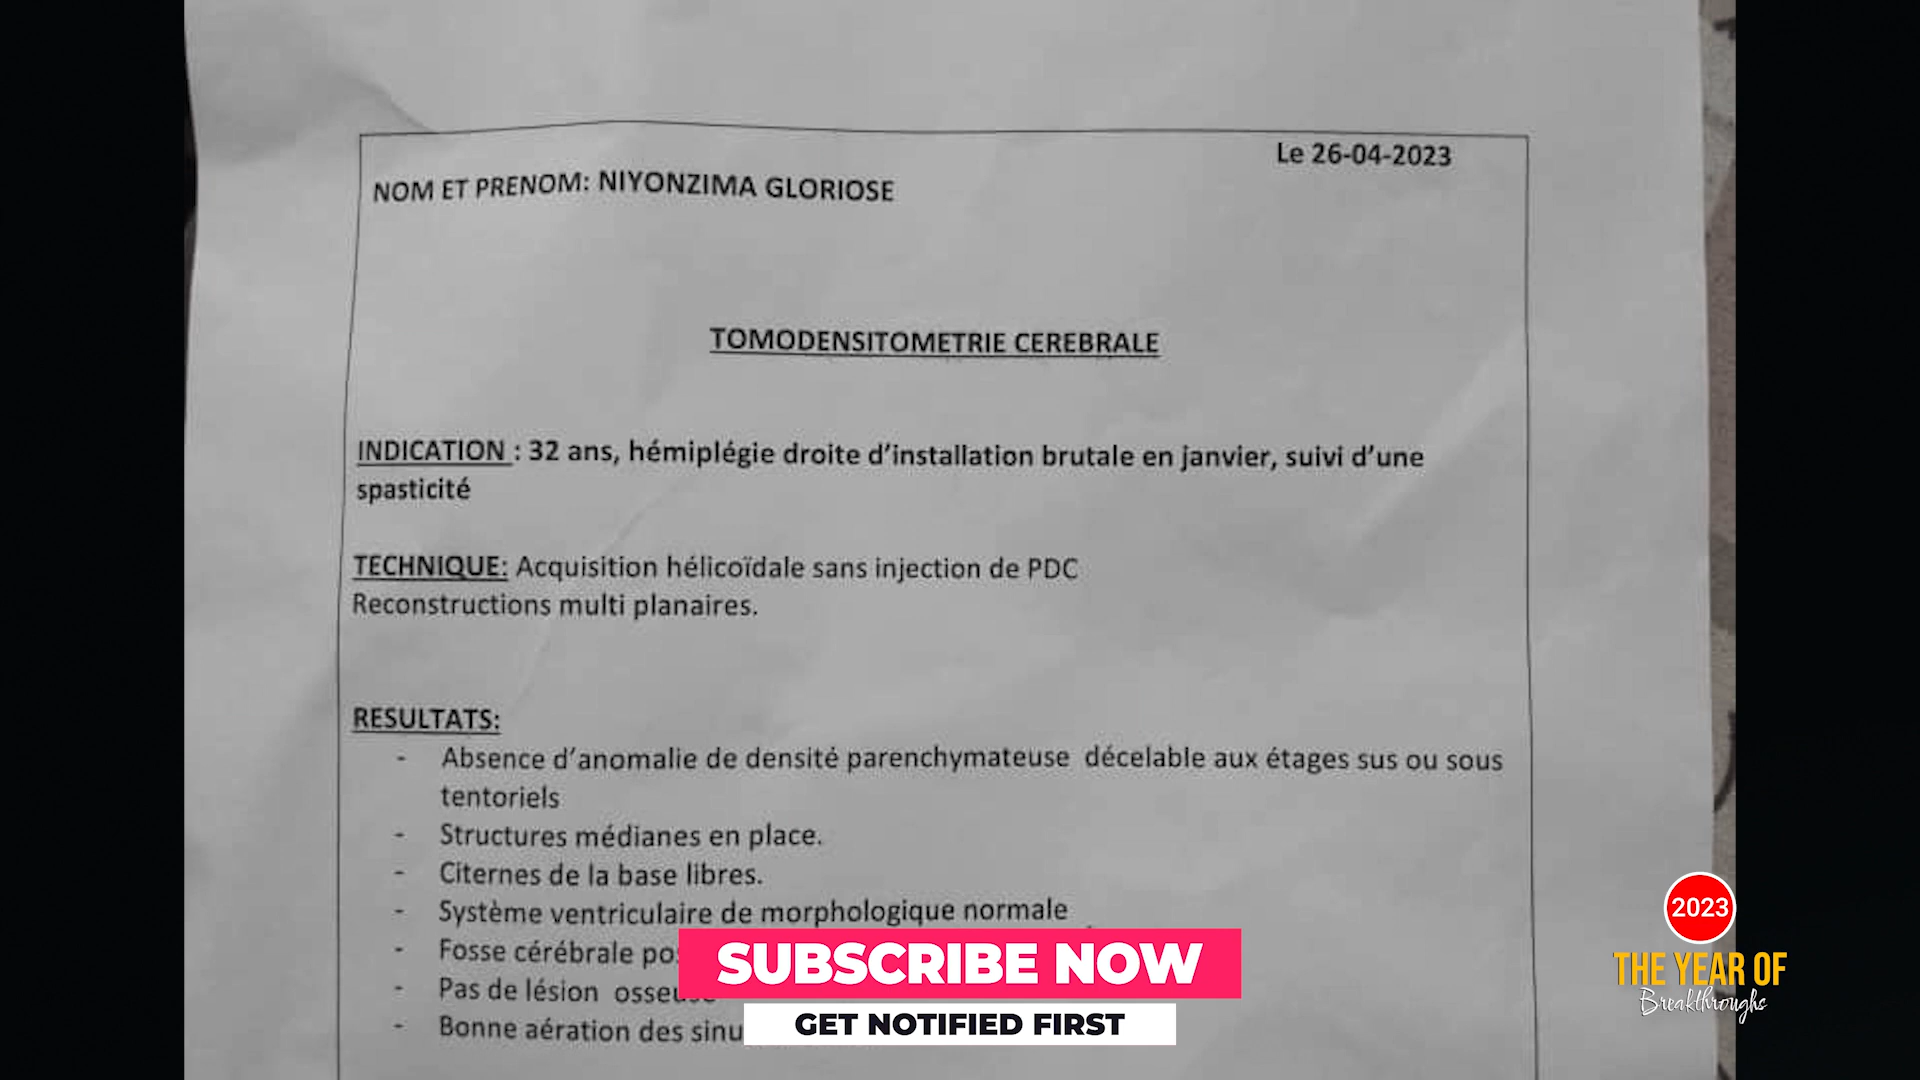 Le 26-04-2023
NOM ET PRENOM: NIYONZIMA GLORIOSE
TOMODENSITOMETRIE CEREBRALE
INDICATION : 32 ans, hémiplégie droite d'installation brutale en janvier, suivi d'une
spasticité
TECHNIQUE: Acquisition hélicoïdale sans injection de PDC
Reconstructions multi planaires.
RESULTATS:
- Absence d'anomalie de densité parenchymateuse décelable aux étages sus ou sous
tentoriels
- Structures médianes en place.
- Citernes de la base libres.
- Système ventriculaire de morphologique normale
- Fosse cérébrale
- Pas de lésion
- Bonne aération des
SUBSCRIBE NOW
GET NOTIFIED FIRST
2023
THE YEAR OF
Breakthroughs